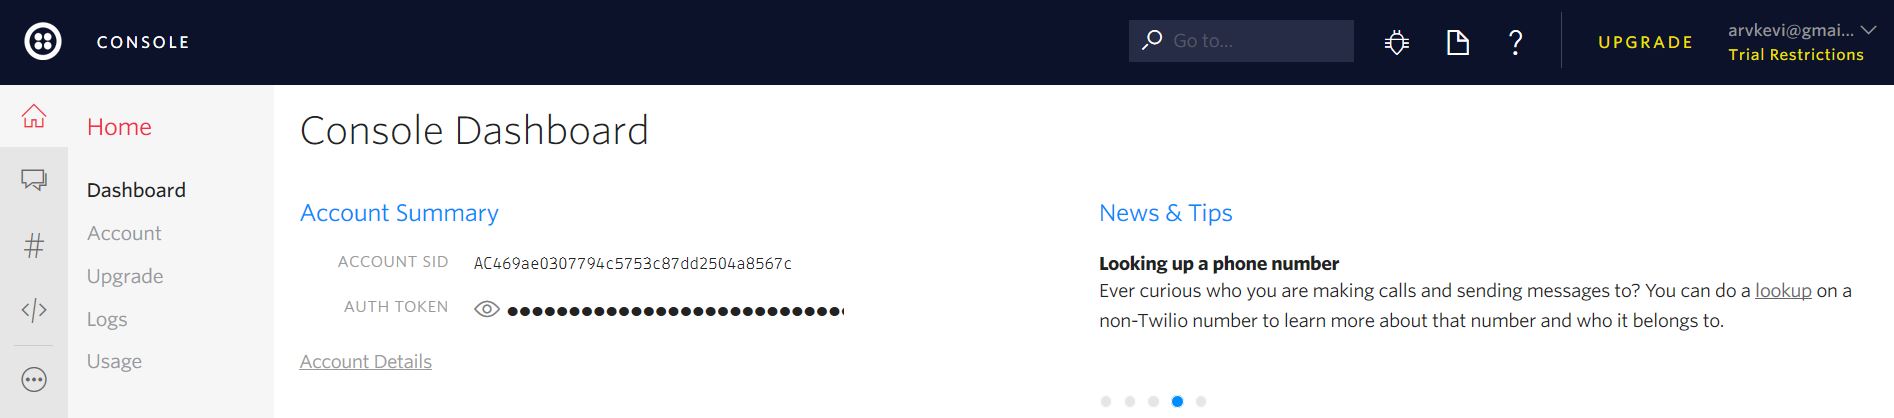 CONSOLE
Go to...
?
UPGRADE
arvkevi@gmai...
Trial Restrictions
Home
Dashboard
Account
Upgrade
Logs
Usage
#
</>
Console Dashboard
Account Summary
ACCOUNT SID AC469ae0307794c5753c87dd2504a8567c
AUTH TOKEN ●●●●●●●●●●●●●●●●●●●●●●●●●●●
Account Details
News & Tips
Looking up a phone number
Ever curious who you are making calls and sending messages to? You can do a lookup on a
non-Twilio number to learn more about that number and who it belongs to.